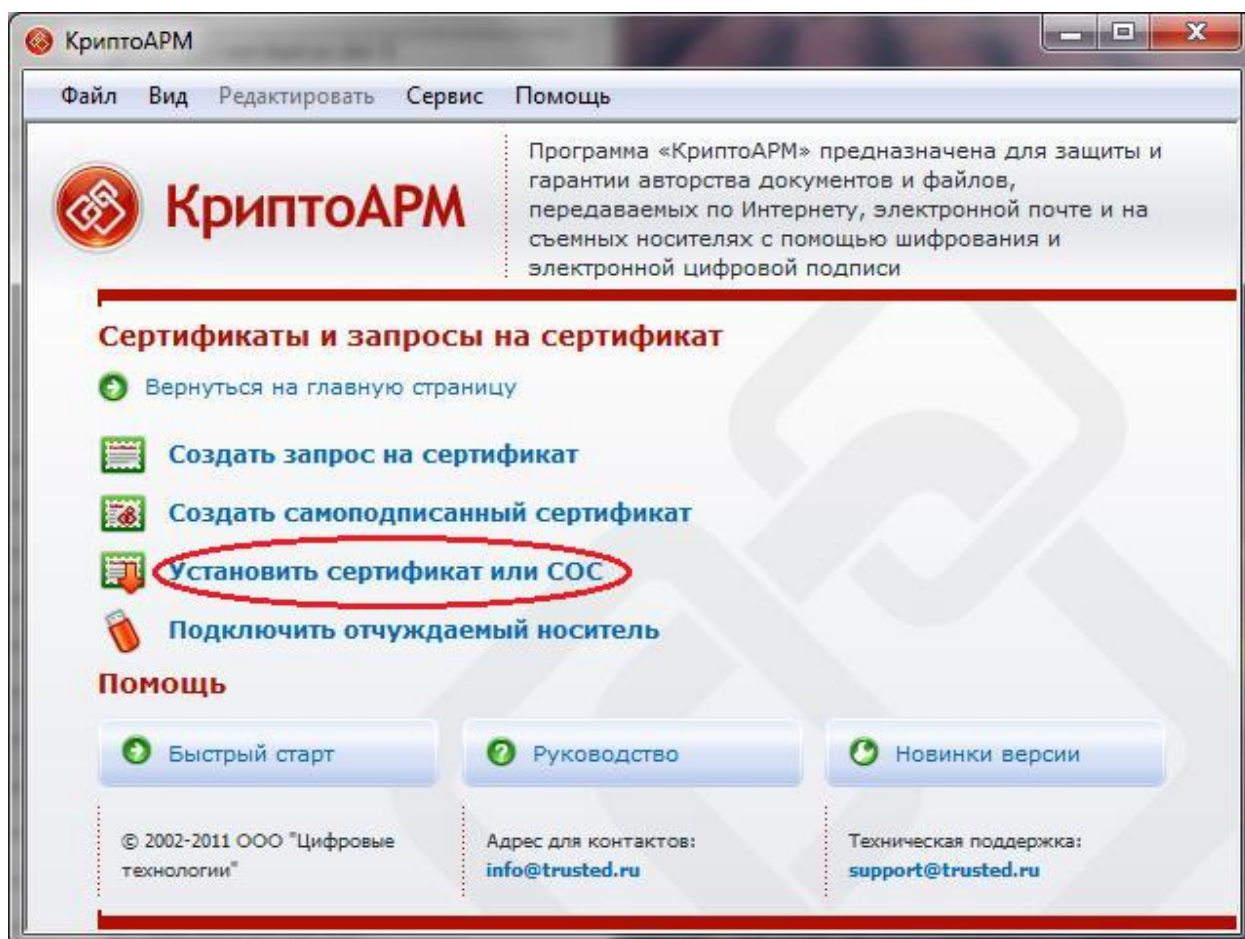 КриптоАРМ
Файл Вид Редактировать Сервис Помощь
КриптоАРМ
Программа «КриптоАРМ» предназначена для защиты и
гарантии авторства документов и файлов,
передаваемых по Интернету, электронной почте и на
съемных носителях с помощью шифрования и
электронной цифровой подписи
Сертификаты и запросы на сертификат
Вернуться на главную страницу
Создать запрос на сертификат
Создать самоподписанный сертификат
Установить сертификат или СОС
Подключить отчуждаемый носитель
Помощь
Быстрый старт
Руководство
Новинки версии
© 2002-2011 ООО "Цифровые
технологии"
Адрес для контактов:
info@trusted.ru
Техническая поддержка:
support@trusted.ru